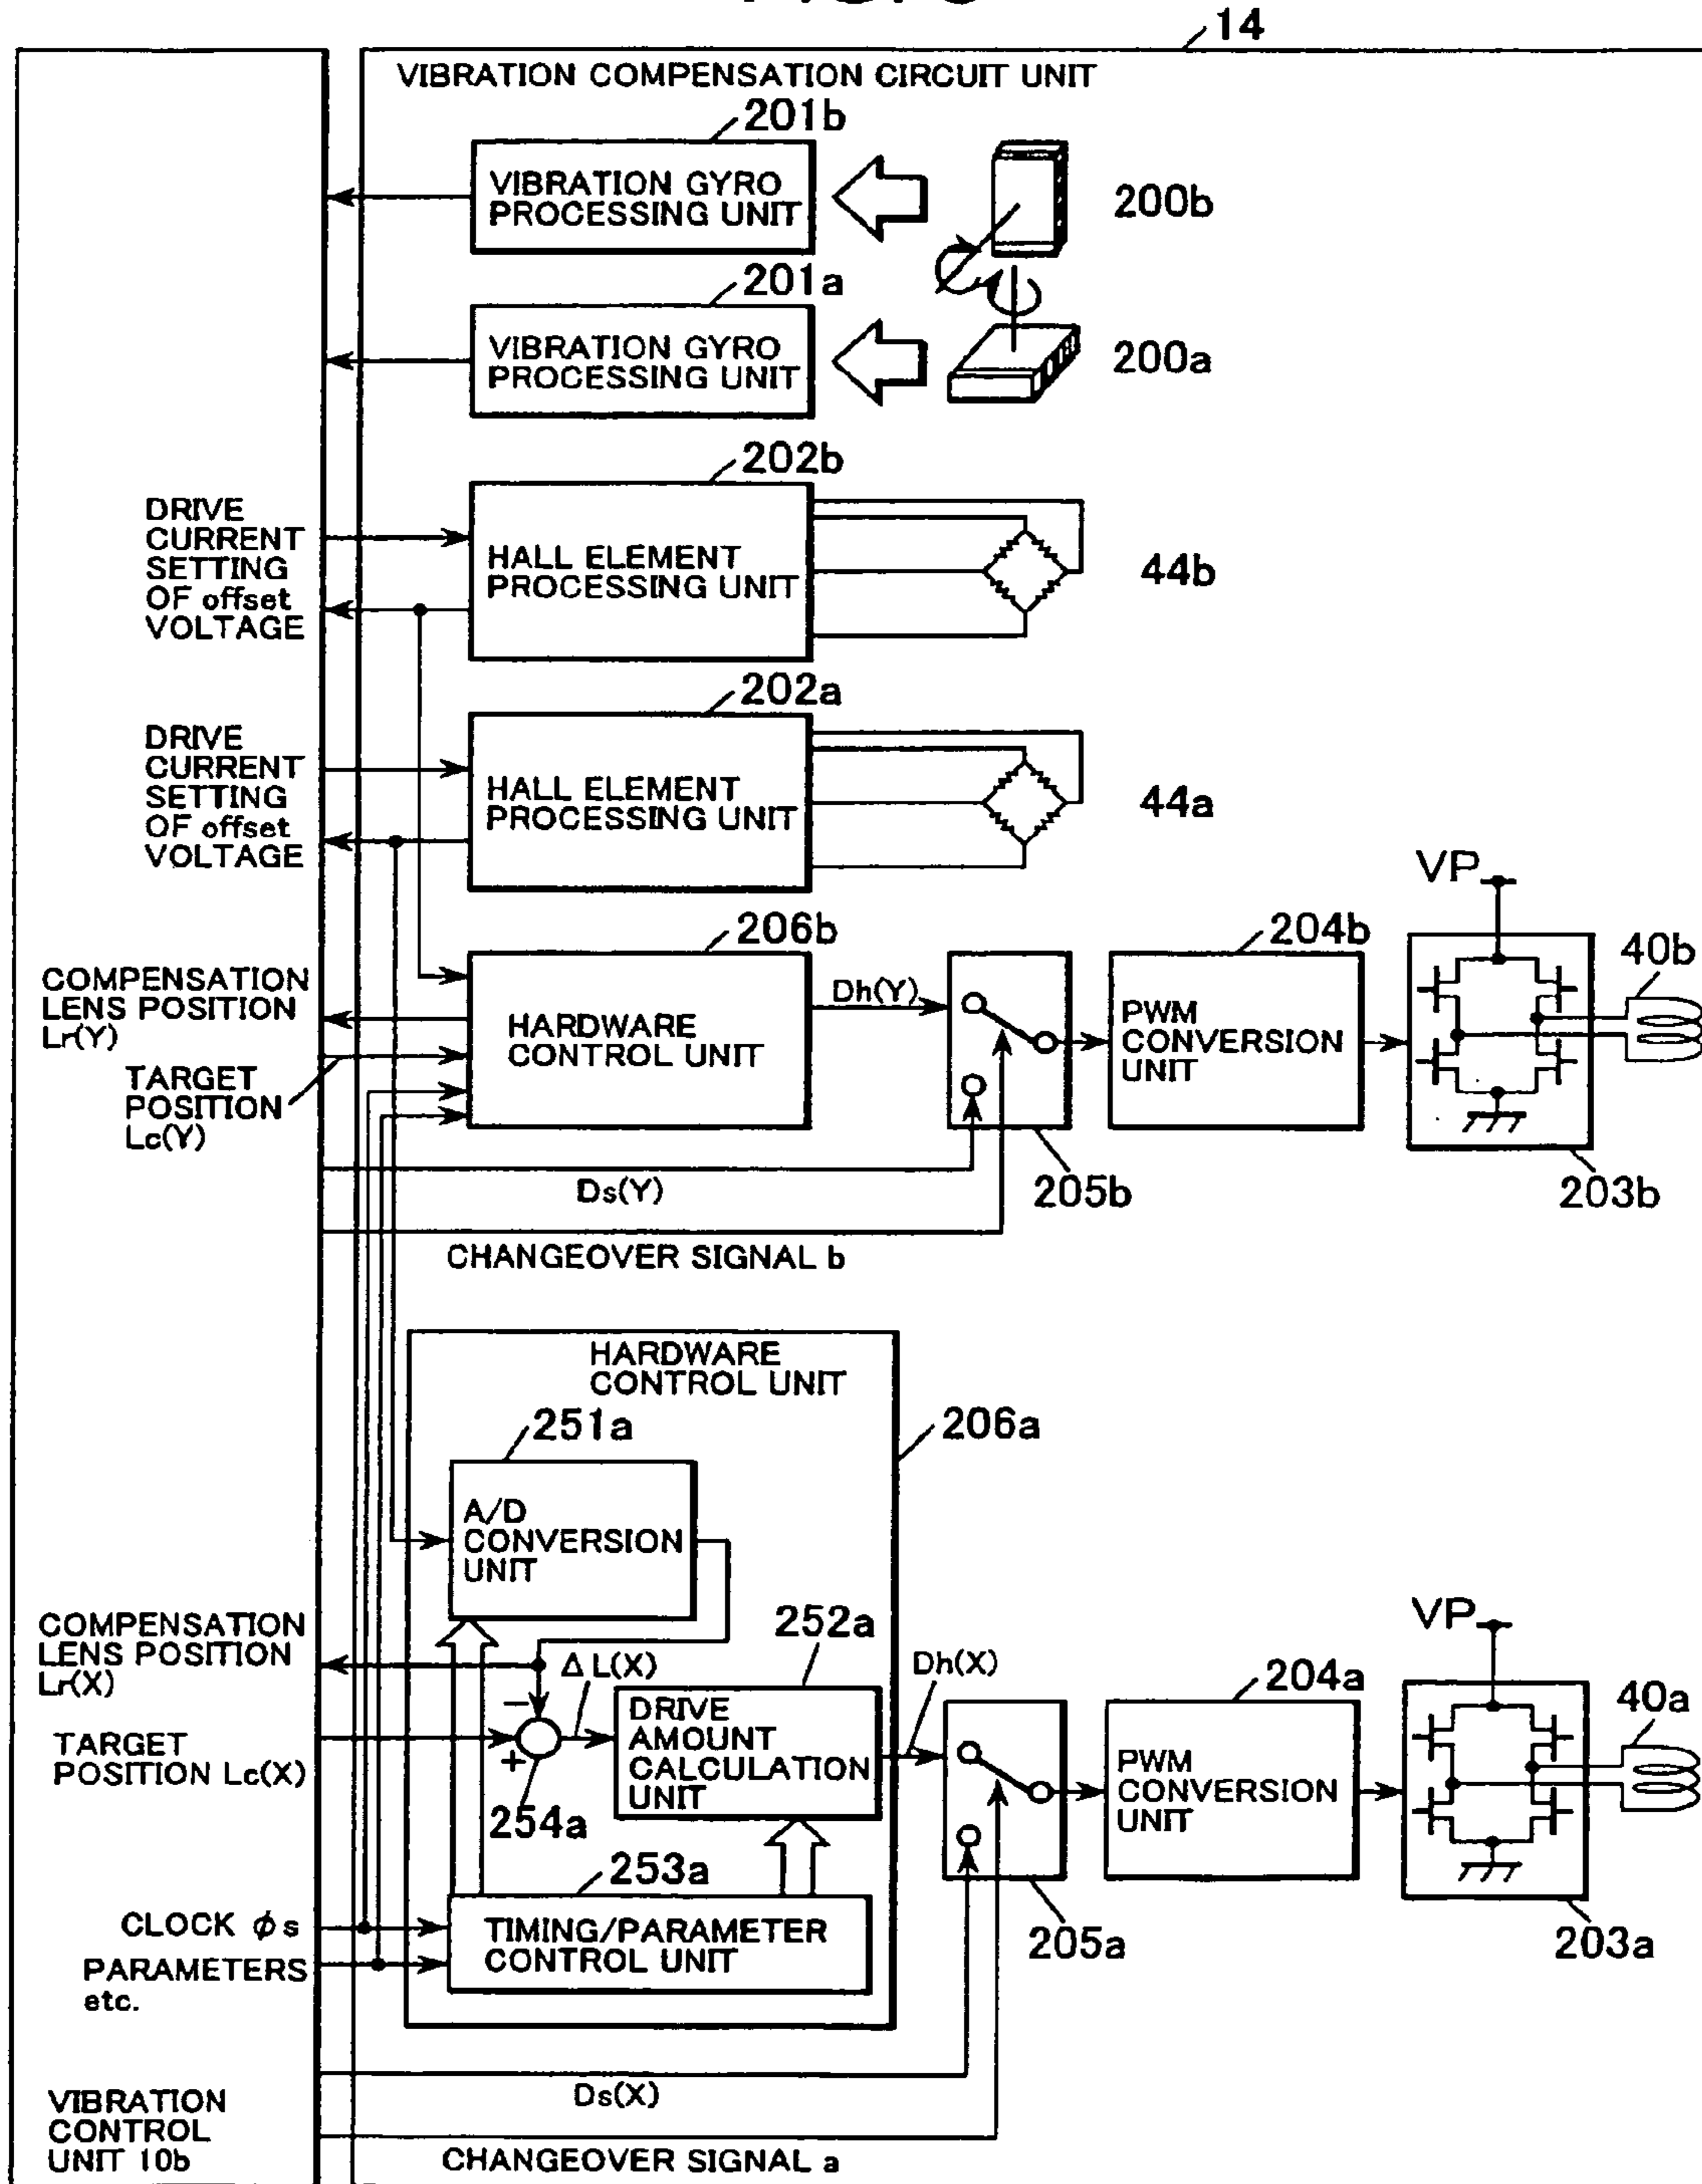 14
VIBRATION COMPENSATION CIRCUIT UNIT
201b
VIBRATION GYRO
PROCESSING UNIT
200b
201a
VIBRATION GYRO
PROCESSING UNIT
200a
202b
DRIVE
CURRENT
SETTING
OF offset
VOLTAGE
HALL ELEMENT
PROCESSING UNIT
44b
202a
DRIVE
CURRENT
SETTING
OF offset
VOLTAGE
HALL ELEMENT
PROCESSING UNIT
44a
VP
206b
204b
40b
COMPENSATION
LENS POSITION
Lr(Y)
HARDWARE
CONTROL UNIT
Dh(Y)
PWM
CONVERSION
UNIT
TARGET
POSITION
Lc(Y)
Ds(Y)
205b
203b
CHANGEOVER SIGNAL b
HARDWARE
CONTROL UNIT
251a
206a
A/D
CONVERSION
UNIT
COMPENSATION
LENS POSITION
Lr(X)
252a
VP
Δ L(X)
Dh(X)
204a
40a
−
+
TARGET
POSITION Lc(X)
DRIVE
AMOUNT
CALCULATION
UNIT
PWM
CONVERSION
UNIT
254a
253a
CLOCK ϕ s
PARAMETERS
etc.
TIMING/PARAMETER
CONTROL UNIT
205a
203a
Ds(X)
VIBRATION
CONTROL
UNIT 10b
CHANGEOVER SIGNAL a